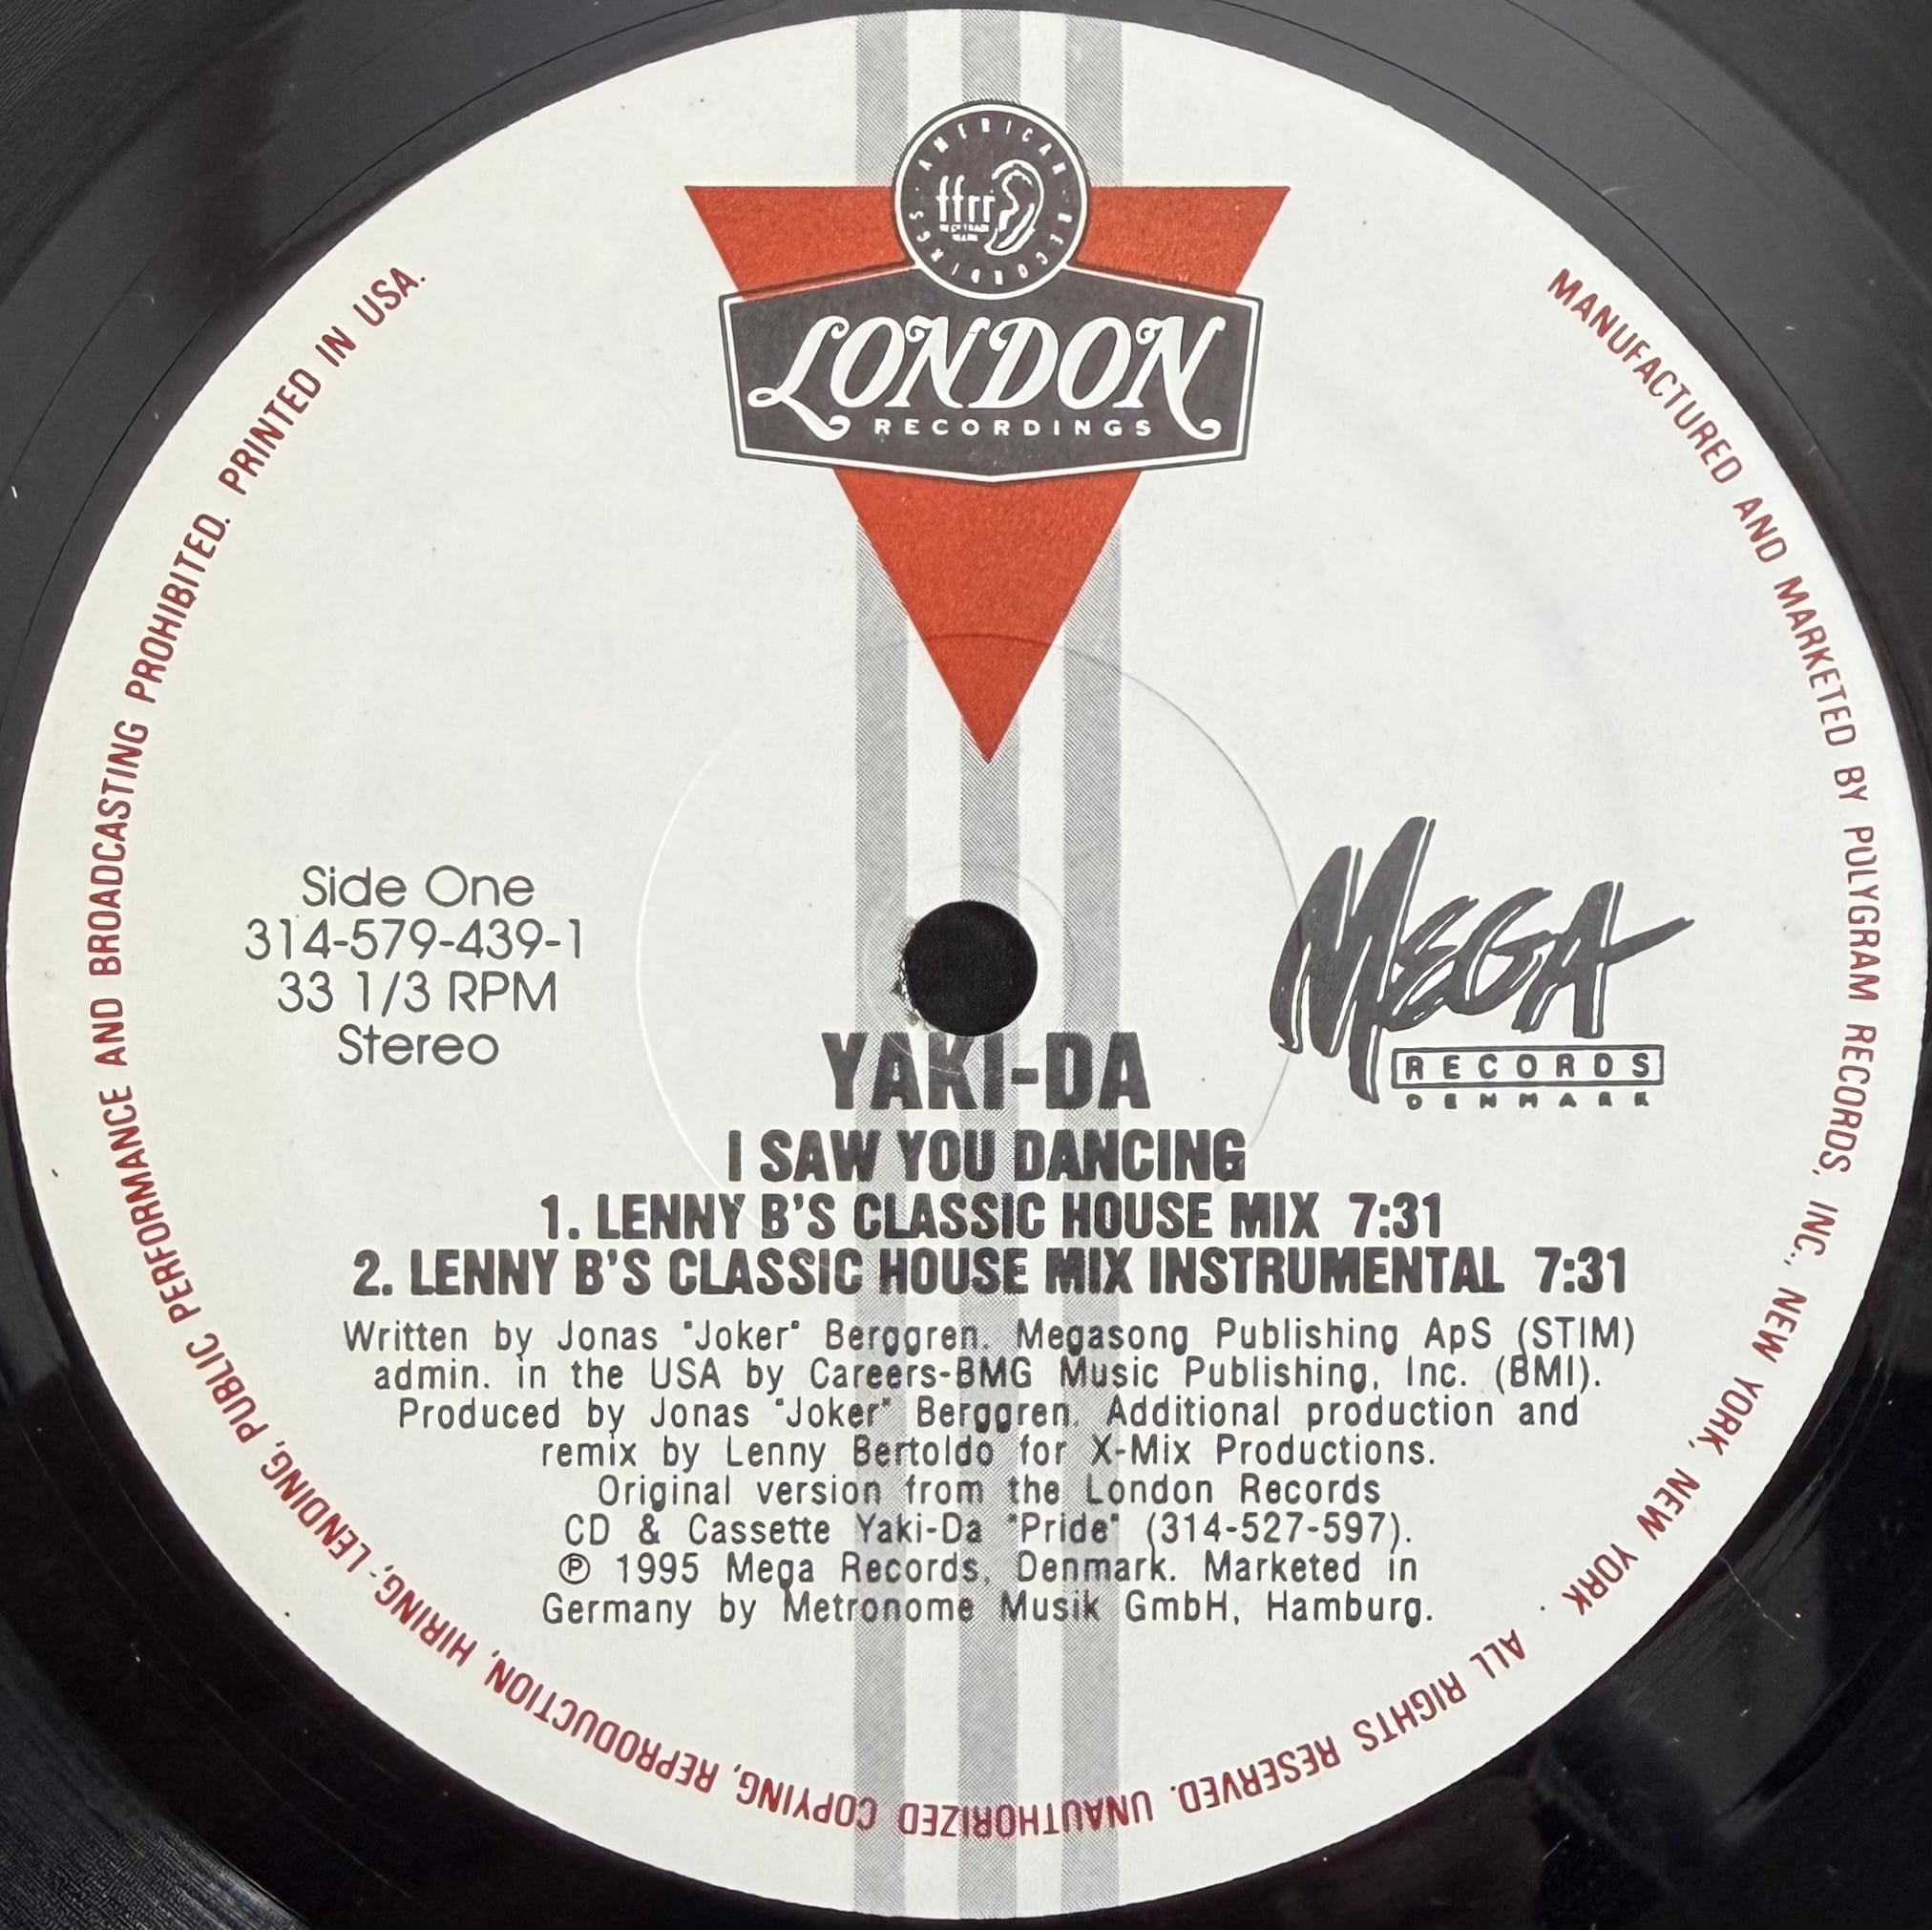 AMERICAN RECORDINGS
ffrr
LONDON
RECORDINGS
Side One
314-579-439-1
33 1/3 RPM
Stereo
MEGA
RECORDS
DENMARK
YAKI-DA
I SAW YOU DANCING
1. LENNY B'S CLASSIC HOUSE MIX 7:31
2. LENNY B'S CLASSIC HOUSE MIX INSTRUMENTAL 7:31
Written by Jonas "Joker" Berggren. Megasong Publishing ApS (STIM)
admin. in the USA by Careers-BMG Music Publishing, Inc. (BMI).
Produced by Jonas "Joker" Berggren. Additional production and
remix by Lenny Bertoldo for X-Mix Productions.
Original version from the London Records
CD & Cassette Yaki-Da "Pride" (314-527-597).
℗ 1995 Mega Records, Denmark. Marketed in
Germany by Metronome Musik GmbH, Hamburg.
MANUFACTURED AND MARKETED BY POLYGRAM RECORDS, INC., NEW YORK, NEW YORK . ALL RIGHTS RESERVED. UNAUTHORIZED COPYING, REPRODUCTION, HIRING, LENDING, PUBLIC PERFORMANCE AND BROADCASTING PROHIBITED. PRINTED IN USA.